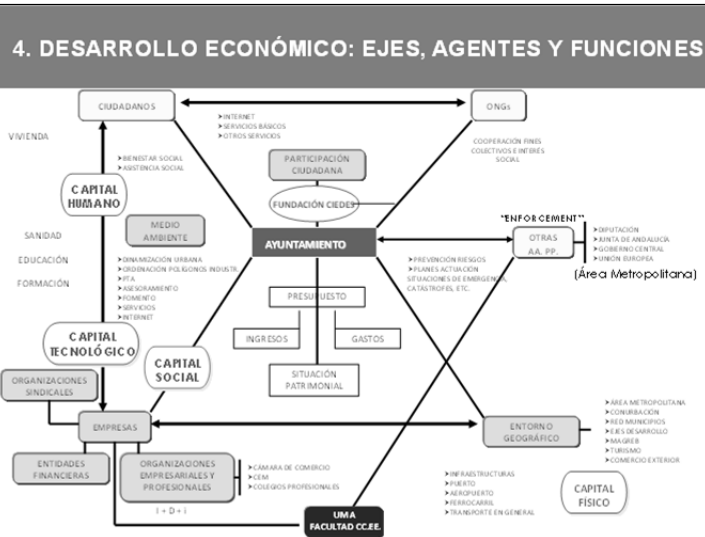 4. DESARROLLO ECONÓMICO: EJES, AGENTES Y FUNCIONES
CIUDADANOS
ONGs
➤INTERNET
➤SERVICIOS BÁSICOS
➤OTROS SERVICIOS
VIVIENDA
COOPERACIÓN FINES
COLECTIVOS E INTERÉS
SOCIAL
➤BIENESTAR SOCIAL
➤ASISTENCIA SOCIAL
PARTICIPACIÓN
CIUDADANA
CAPITAL
HUMANO
FUNDACIÓN CIEDES
MEDIO
AMBIENTE
"ENFORCEMENT"
SANIDAD
EDUCACIÓN
FORMACIÓN
AYUNTAMIENTO
OTRAS
AA. PP.
➤DIPUTACIÓN
➤JUNTA DE ANDALUCÍA
➤GOBIERNO CENTRAL
➤UNIÓN EUROPEA
(Área Metropolitana)
➤DINAMIZACIÓN URBANA
➤ORDENACIÓN POLÍGONOS INDUSTR.
➤PTA
➤ASESORAMIENTO
➤FOMENTO
➤SERVICIOS
➤INTERNET
➤PREVENCIÓN RIESGOS
➤PLANES ACTUACIÓN
SITUACIONES DE EMERGENCIA,
CATÁSTROFES, ETC.
PRESUPUESTO
INGRESOS
GASTOS
CAPITAL
TECNOLÓGICO
CAPITAL
SOCIAL
SITUACIÓN
PATRIMONIAL
ORGANIZACIONES
SINDICALES
EMPRESAS
ENTORNO
GEOGRÁFICO
➤ÁREA METROPOLITANA
➤CONURBACIÓN
➤RED MUNICIPIOS
➤EJES DESARROLLO
➤MAGREB
➤TURISMO
➤COMERCIO EXTERIOR
ENTIDADES
FINANCIERAS
ORGANIZACIONES
EMPRESARIALES Y
PROFESIONALES
➤CÁMARA DE COMERCIO
➤CEM
➤COLEGIOS PROFESIONALES
➤INFRAESTRUCTURAS
➤PUERTO
➤AEROPUERTO
➤FERROCARRIL
➤TRANSPORTE EN GENERAL
CAPITAL
FÍSICO
I + D + i
UMA
FACULTAD CC.EE.